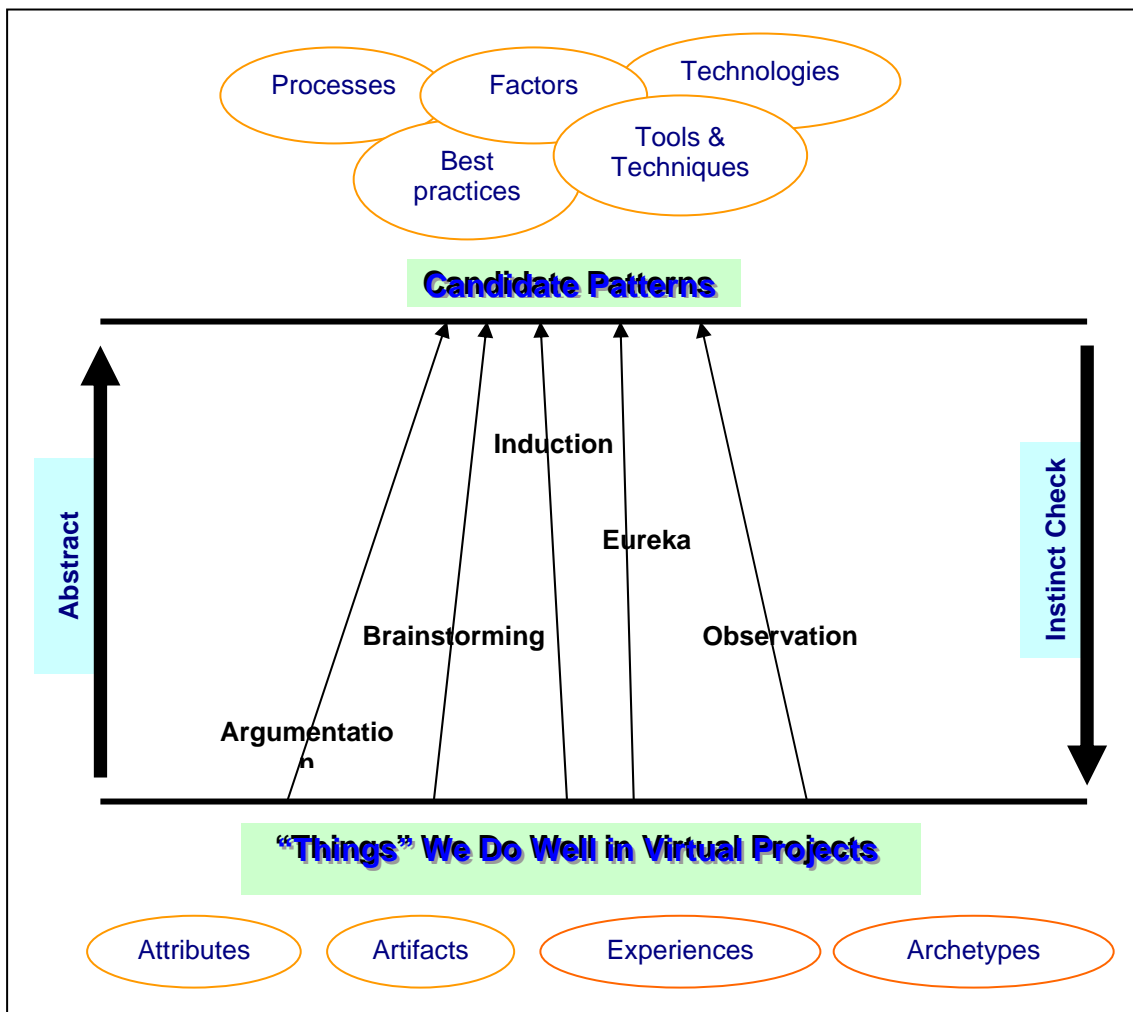 Processes
Factors
Technologies
Best
practices
Tools &
Techniques
Candidate Patterns
Abstract
Instinct Check
Induction
Eureka
Brainstorming
Observation
Argumentatio
n
“Things” We Do Well in Virtual Projects
Attributes
Artifacts
Experiences
Archetypes